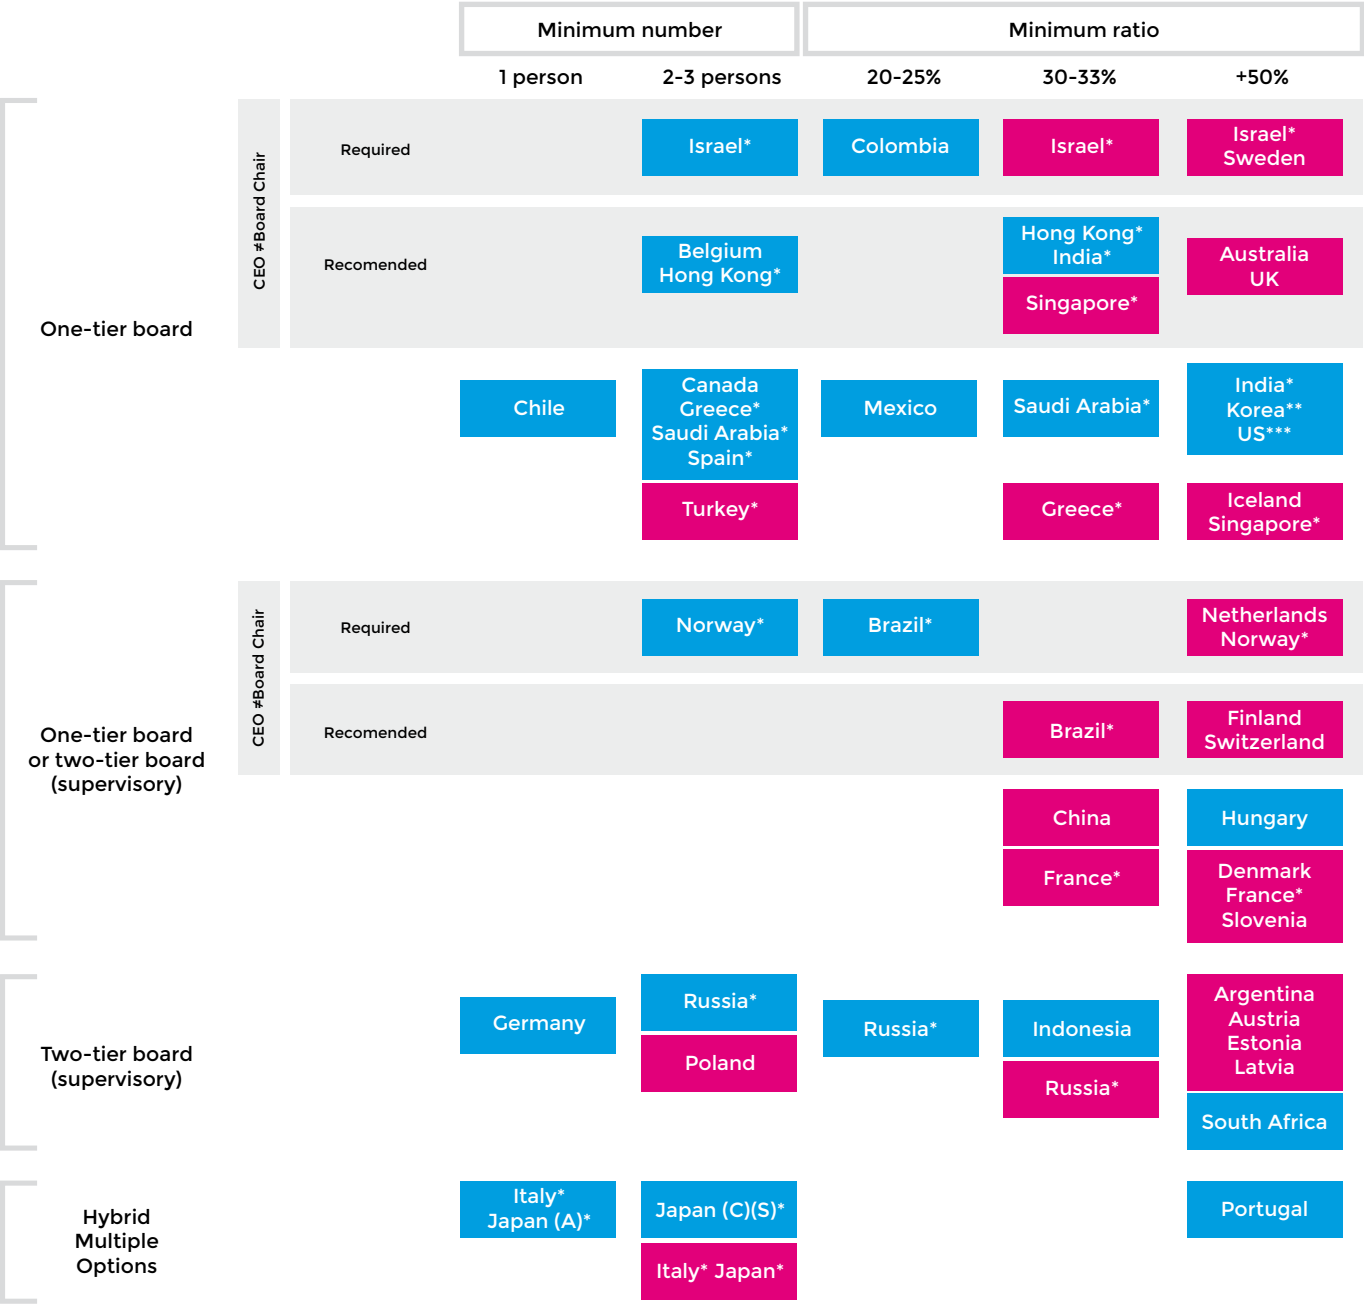 Minimum number
Minimum ratio
1 person
2-3 persons
20-25%
30-33%
+50%
One-tier board
CEO ≠Board Chair
Required
Israel*
Colombia
Israel*
Israel*
Sweden
Recomended
Belgium
Hong Kong*
Hong Kong*
India*
Singapore*
Australia
UK
Chile
Canada
Greece*
Saudi Arabia*
Spain*
Turkey*
Mexico
Saudi Arabia*
Greece*
India*
Korea**
US***
Iceland
Singapore*
One-tier board
or two-tier board
(supervisory)
CEO ≠Board Chair
Required
Norway*
Brazil*
Netherlands
Norway*
Recomended
Brazil*
Finland
Switzerland
China
France*
Hungary
Denmark
France*
Slovenia
Two-tier board
(supervisory)
Germany
Russia*
Poland
Russia*
Indonesia
Russia*
Argentina
Austria
Estonia
Latvia
South Africa
Hybrid
Multiple
Options
Italy*
Japan (A)*
Japan (C)(S)*
Italy* Japan*
Portugal